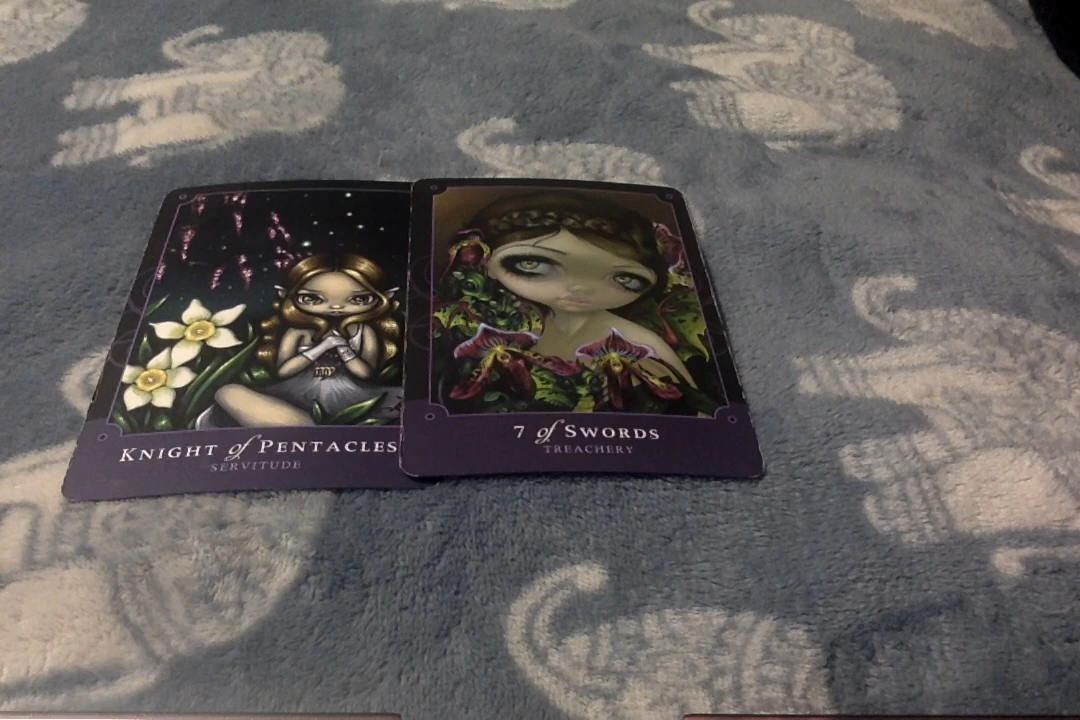 KNIGHT of PENTACLES
SERVITUDE
7 of SWORDS
TREACHERY